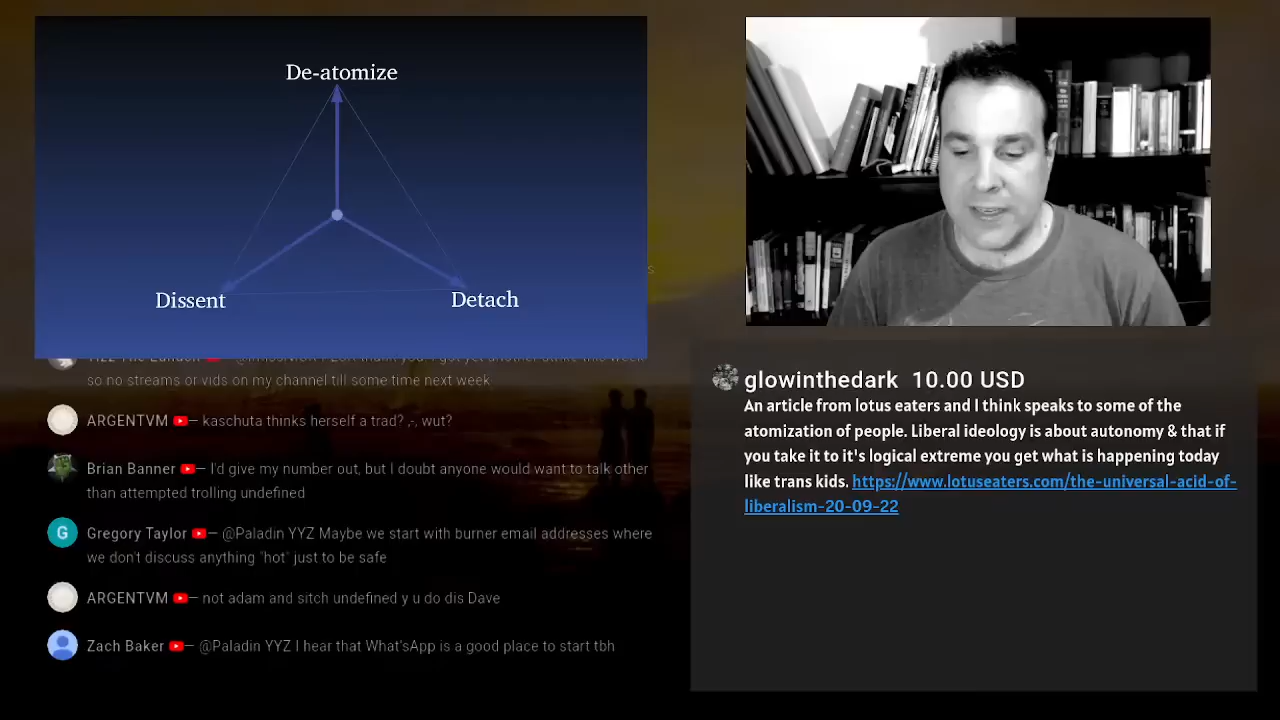 De-atomize
Dissent
Detach
so no streams or vids on my channel till some time next week
ARGENTVM — kaschuta thinks herself a trad? ,-, wut?
Brian Banner — I'd give my number out, but I doubt anyone would want to talk other
than attempted trolling undefined
G
Gregory Taylor — @Paladin YYZ Maybe we start with burner email addresses where
we don't discuss anything "hot" just to be safe
ARGENTVM — not adam and sitch undefined y u do dis Dave
Zach Baker — @Paladin YYZ I hear that What'sApp is a good place to start tbh
glowinthedark 10.00 USD
An article from lotus eaters and I think speaks to some of the
atomization of people. Liberal ideology is about autonomy & that if
you take it to it's logical extreme you get what is happening today
like trans kids. https://www.lotuseaters.com/the-universal-acid-of-
liberalism-20-09-22